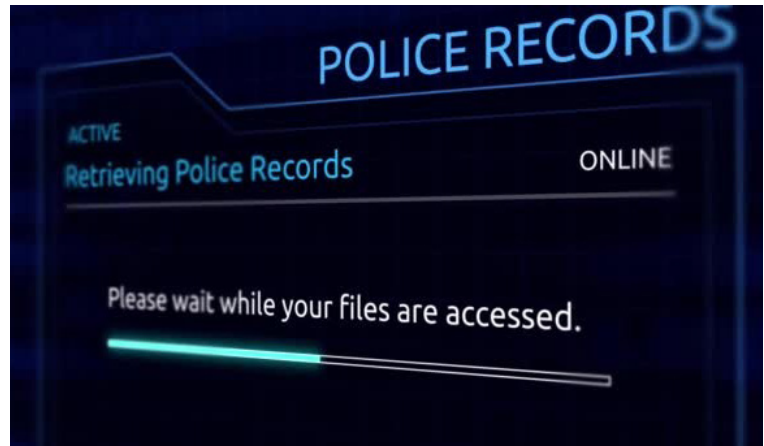 POLICE RECORDS
ACTIVE
Retrieving Police Records
ONLINE
Please wait while your files are accessed.